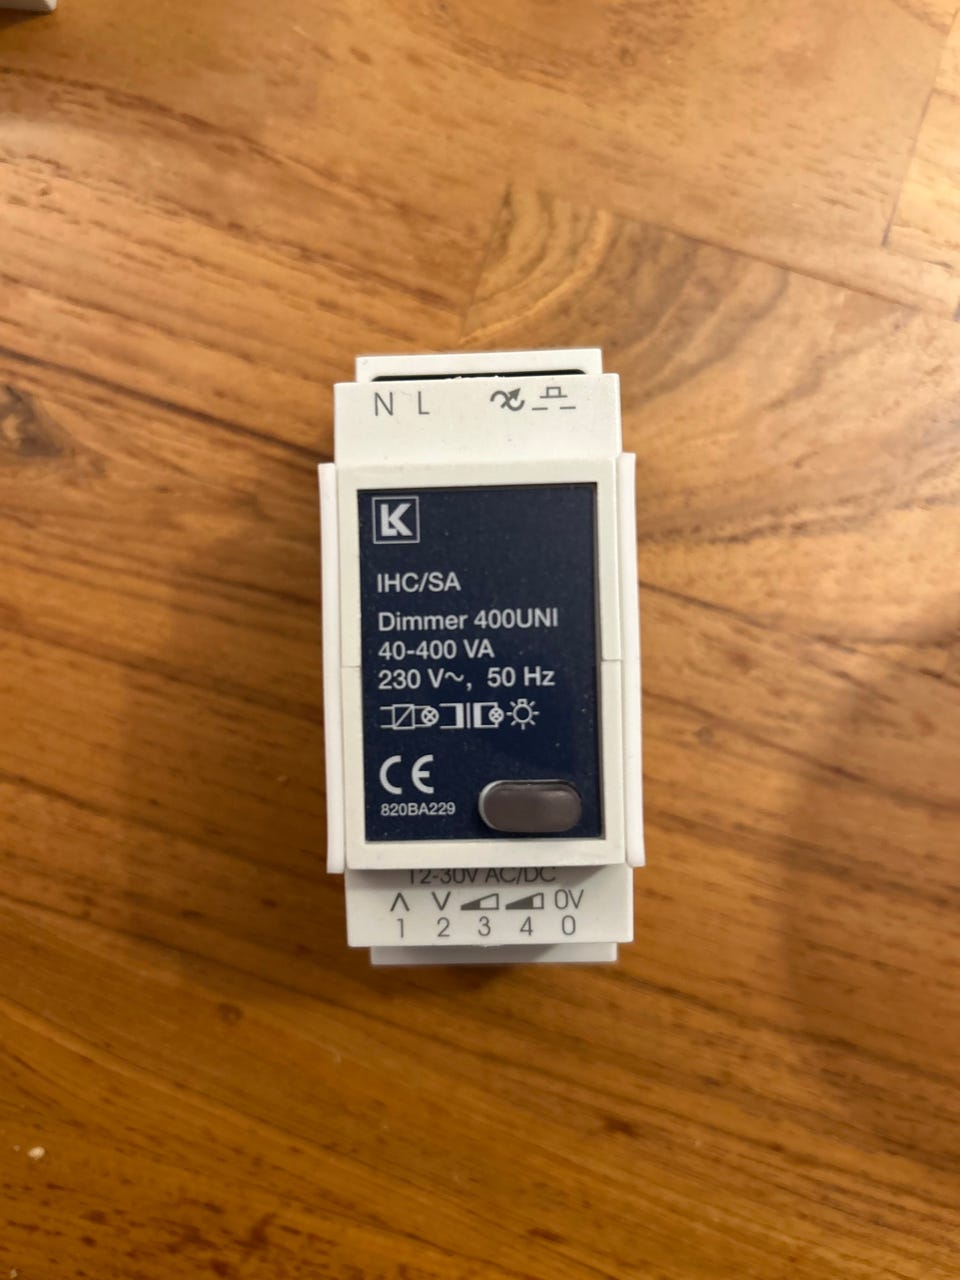 N L
LK
IHC/SA
Dimmer 400UNI
40-400 VA
230 V~, 50 Hz
CE
820BA229
12-30V AC/DC
0V
1 2 3 4 0